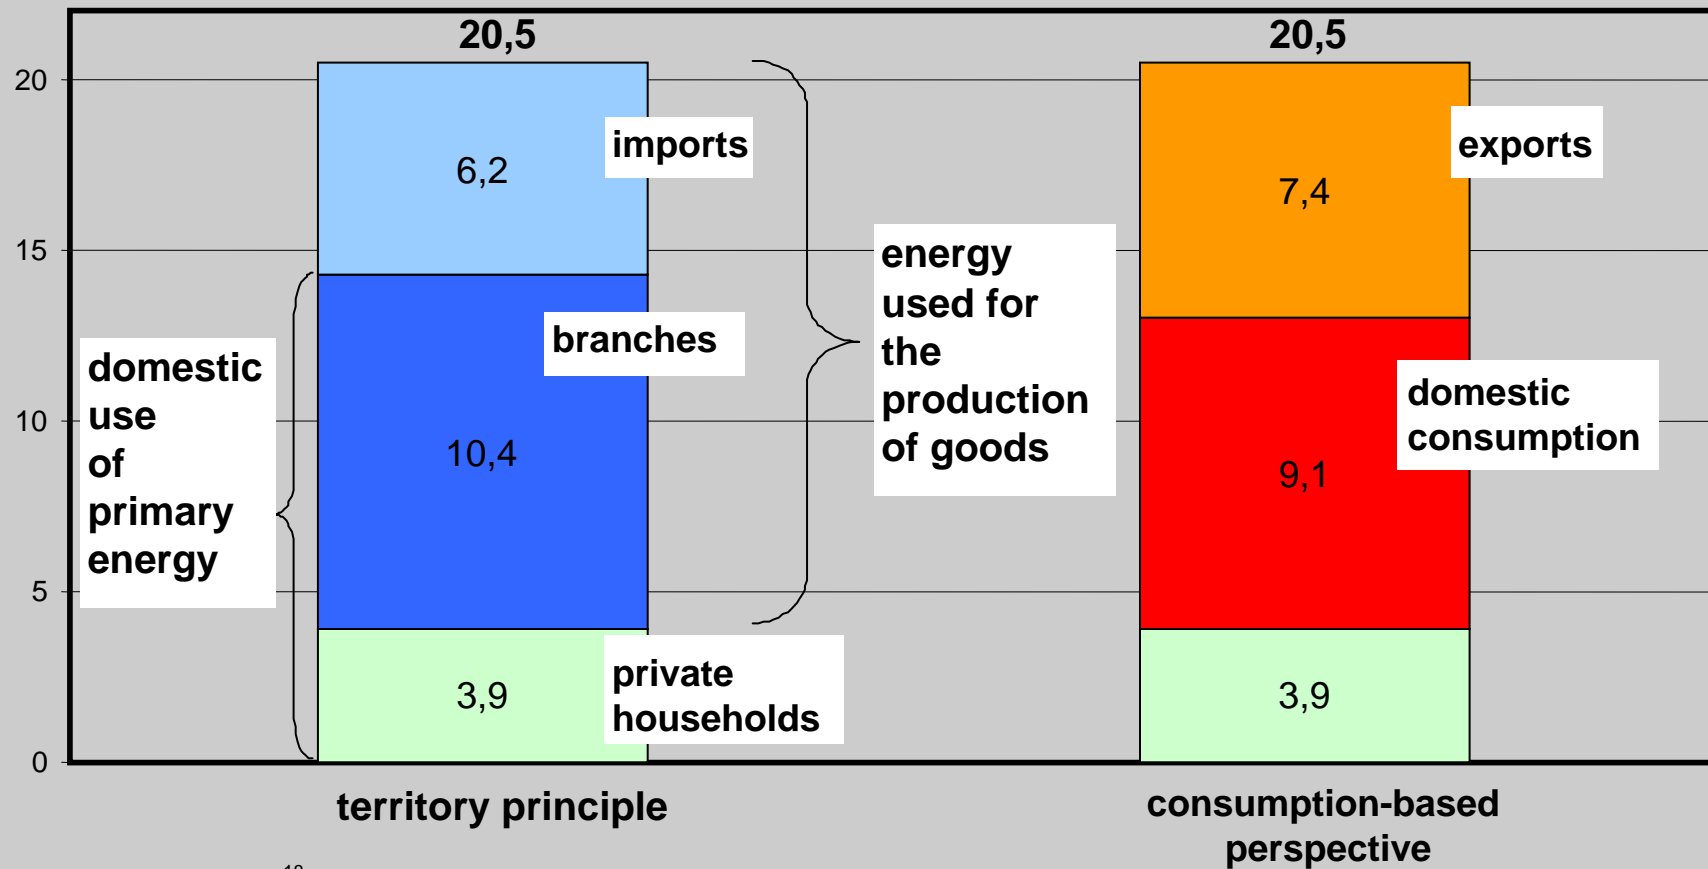 20,5
20,5
20
15
10
5
0
imports
6,2
branches
10,4
domestic
use
of
primary
energy
private
households
3,9
energy
used for
the
production
of goods
exports
7,4
domestic
consumption
9,1
3,9
territory principle
consumption-based
perspective